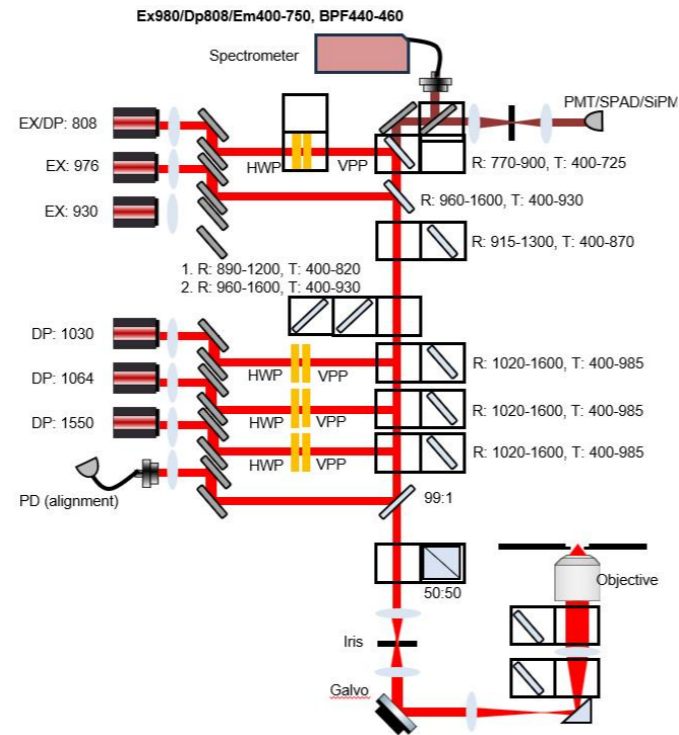 Ex980/Dp808/Em400-750, BPF440-460
Spectrometer
PMT/SPAD/SiPM
EX/DP: 808
HWP
VPP
R: 770-900, T: 400-725
EX: 976
R: 960-1600, T: 400-930
EX: 930
R: 915-1300, T: 400-870
1. R: 890-1200, T: 400-820
2. R: 960-1600, T: 400-930
DP: 1030
HWP
VPP
R: 1020-1600, T: 400-985
DP: 1064
HWP
VPP
R: 1020-1600, T: 400-985
DP: 1550
HWP
VPP
R: 1020-1600, T: 400-985
PD (alignment)
99:1
50:50
Objective
Iris
Galvo